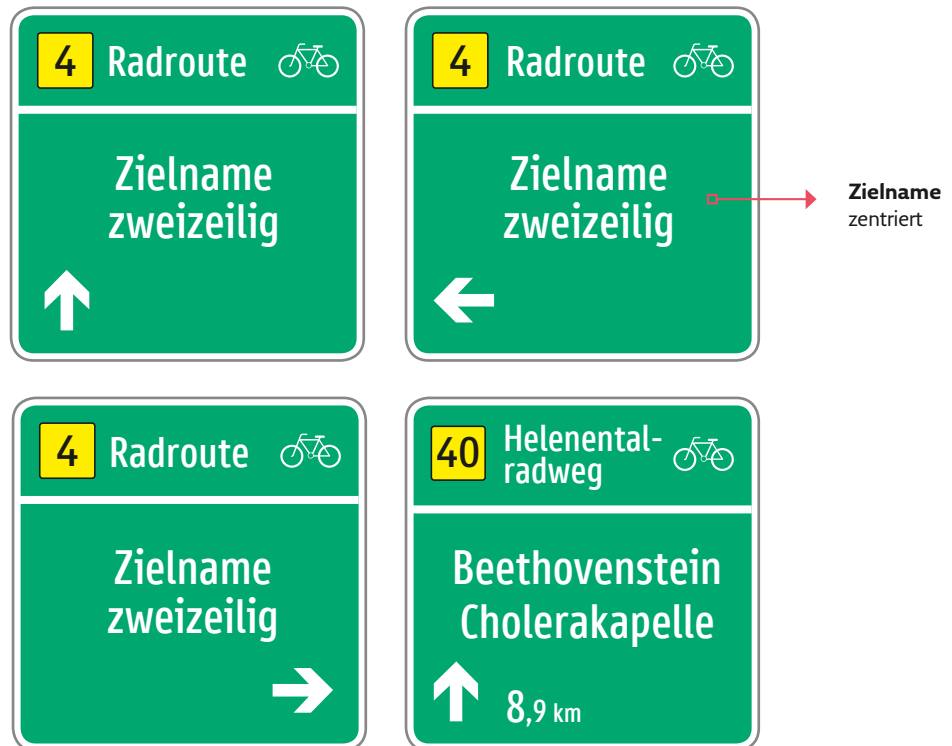 4 Radroute
Zielname
zweizeilig
4 Radroute
Zielname
zweizeilig
Zielname
zentriert
4 Radroute
Zielname
zweizeilig
40 Helenental-
radweg
Beethovenstein
Cholerakapelle
8,9 km